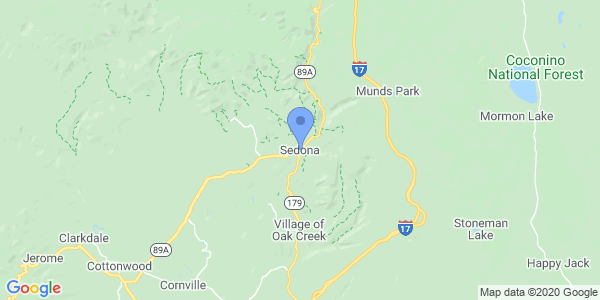 89A
17
Coconino
National Forest
Munds Park
Mormon Lake
Sedona
179
Village of
Oak Creek
17
Stoneman
Lake
Clarkdale
89A
Jerome
Cottonwood
Happy Jack
Cornville
Google
Map data ©2020 Google